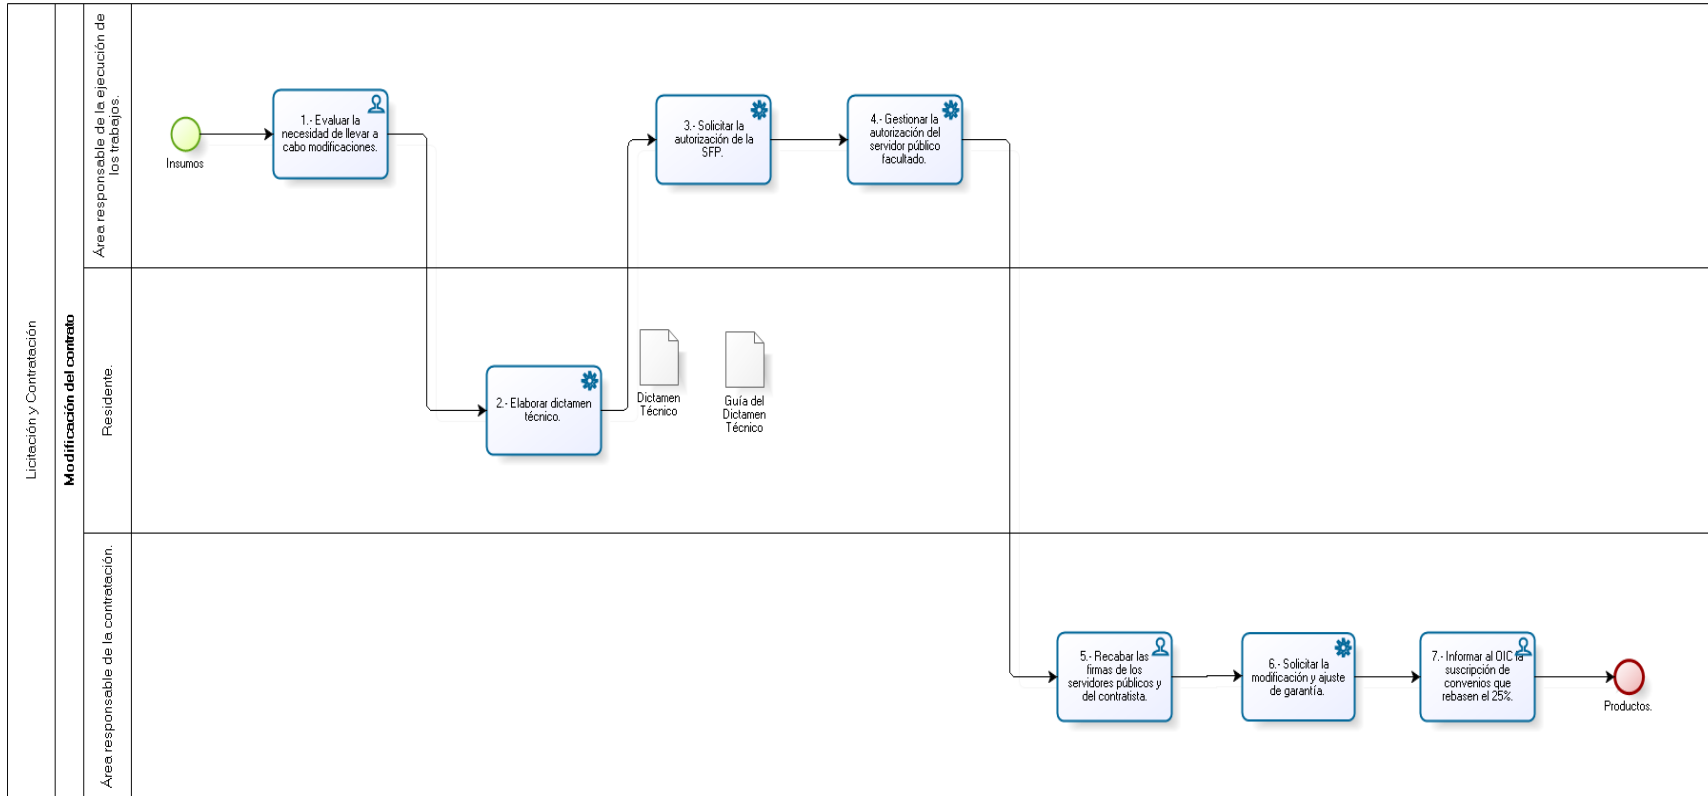 Licitación y Contratación
Modificación del contrato
Área responsable de la ejecución de
los trabajos.
Insumos
1.- Evaluar la
necesidad de llevar a
cabo modificaciones.
3.- Solicitar la
autorización de la
SFP.
4.- Gestionar la
autorización del
servidor público
facultado.
Residente.
2.- Elaborar dictamen
técnico.
Dictamen
Técnico
Guía del
Dictamen
Técnico
Área responsable de la contratación.
5.- Recabar las
firmas de los
servidores públicos y
del contratista.
6.- Solicitar la
modificación y ajuste
de garantía.
7.- Informar al OIC la
suscripción de
convenios que
rebasen el 25%.
Productos.